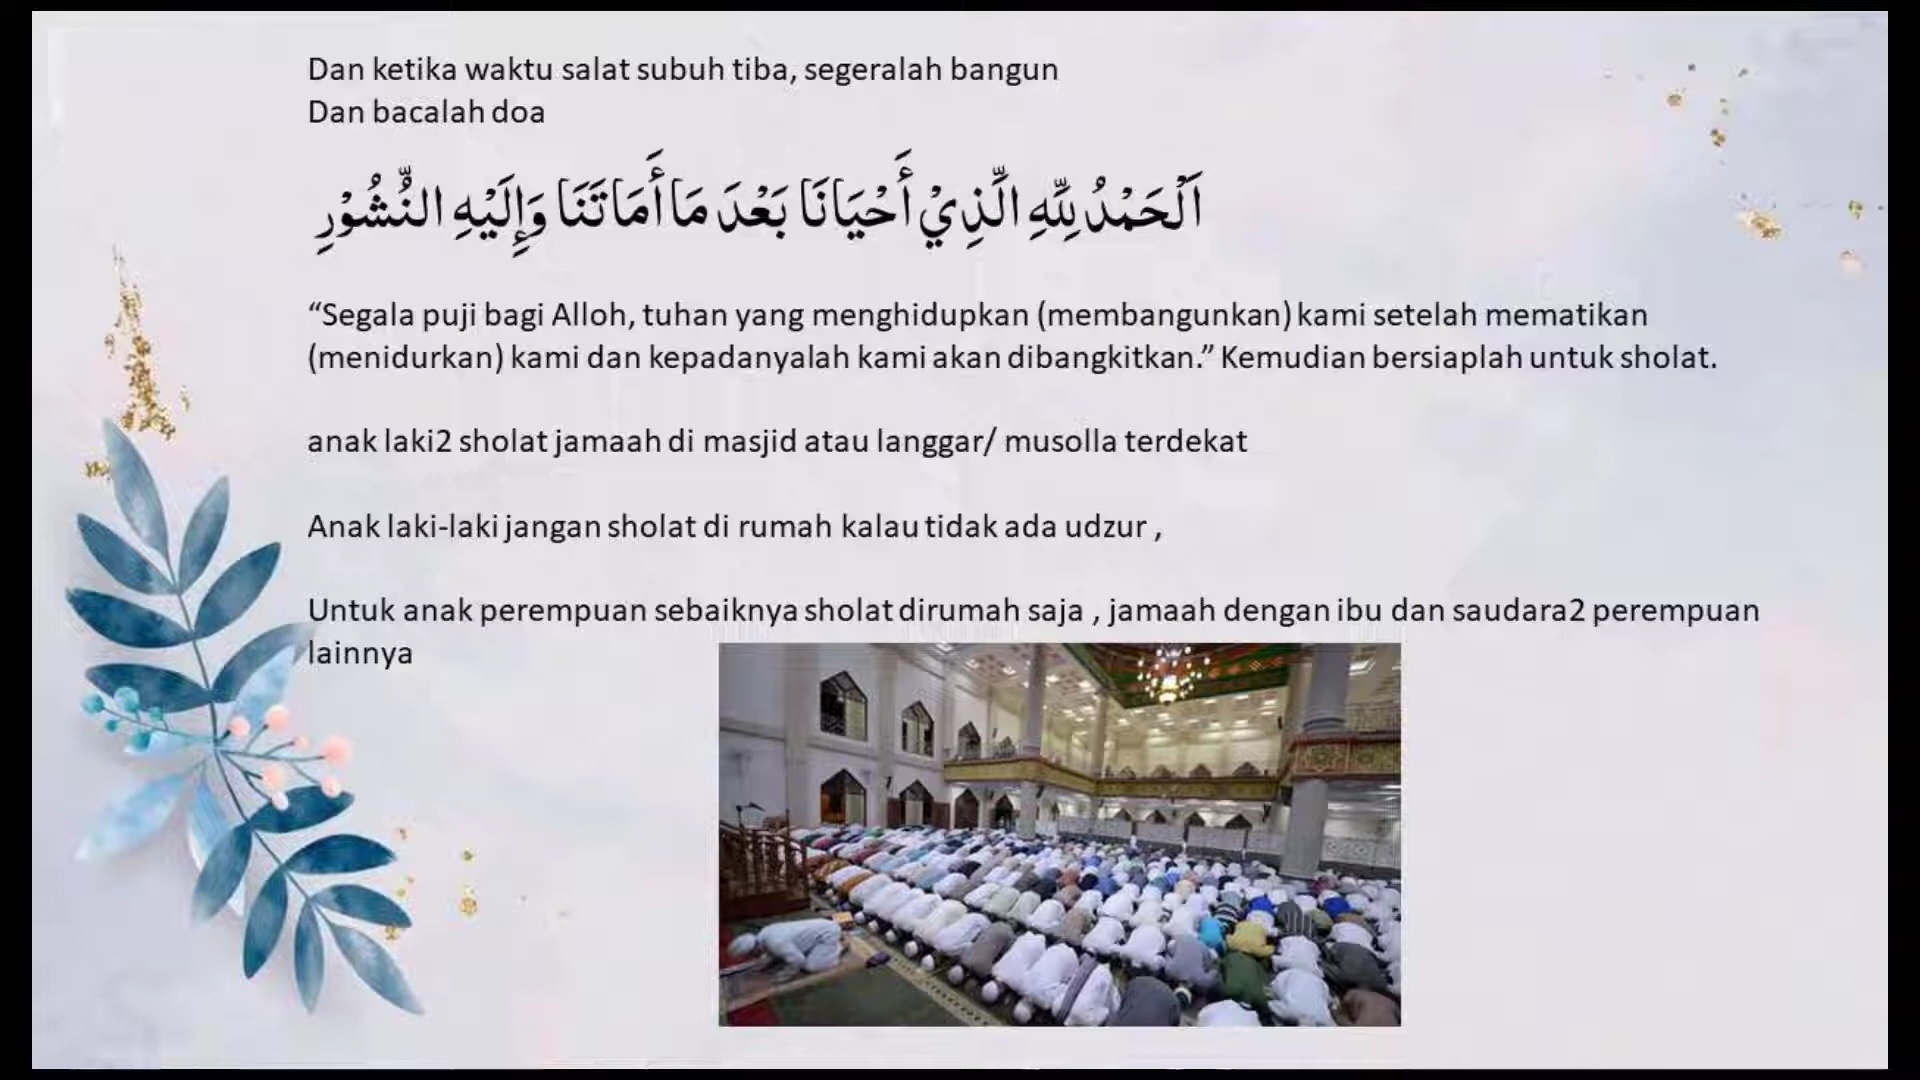 Dan ketika waktu salat subuh tiba, segeralah bangun
Dan bacalah doa
اَلْحَمْدُ لِلّٰهِ الَّذِيْ أَحْيَانَا بَعْدَ مَا أَمَاتَنَا وَإِلَيْهِ النُّشُوْرِ
“Segala puji bagi Alloh, tuhan yang menghidupkan (membangunkan) kami setelah mematikan
(menidurkan) kami dan kepadanyalah kami akan dibangkitkan.” Kemudian bersiaplah untuk sholat.
anak laki2 sholat jamaah di masjid atau langgar/ musolla terdekat
Anak laki-laki jangan sholat di rumah kalau tidak ada udzur ,
Untuk anak perempuan sebaiknya sholat dirumah saja , jamaah dengan ibu dan saudara2 perempuan
lainnya